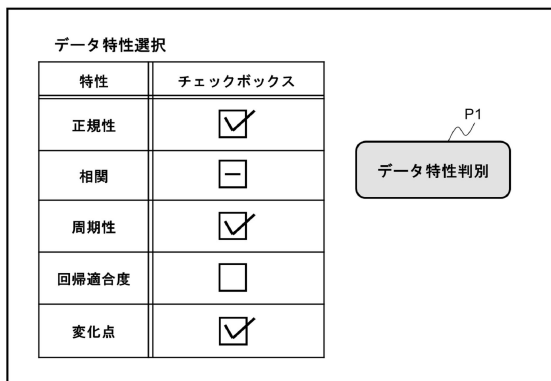 データ特性選択
特性 チェックボックス
正規性
相関
周期性
回帰適合度
変化点
P1
データ特性判別